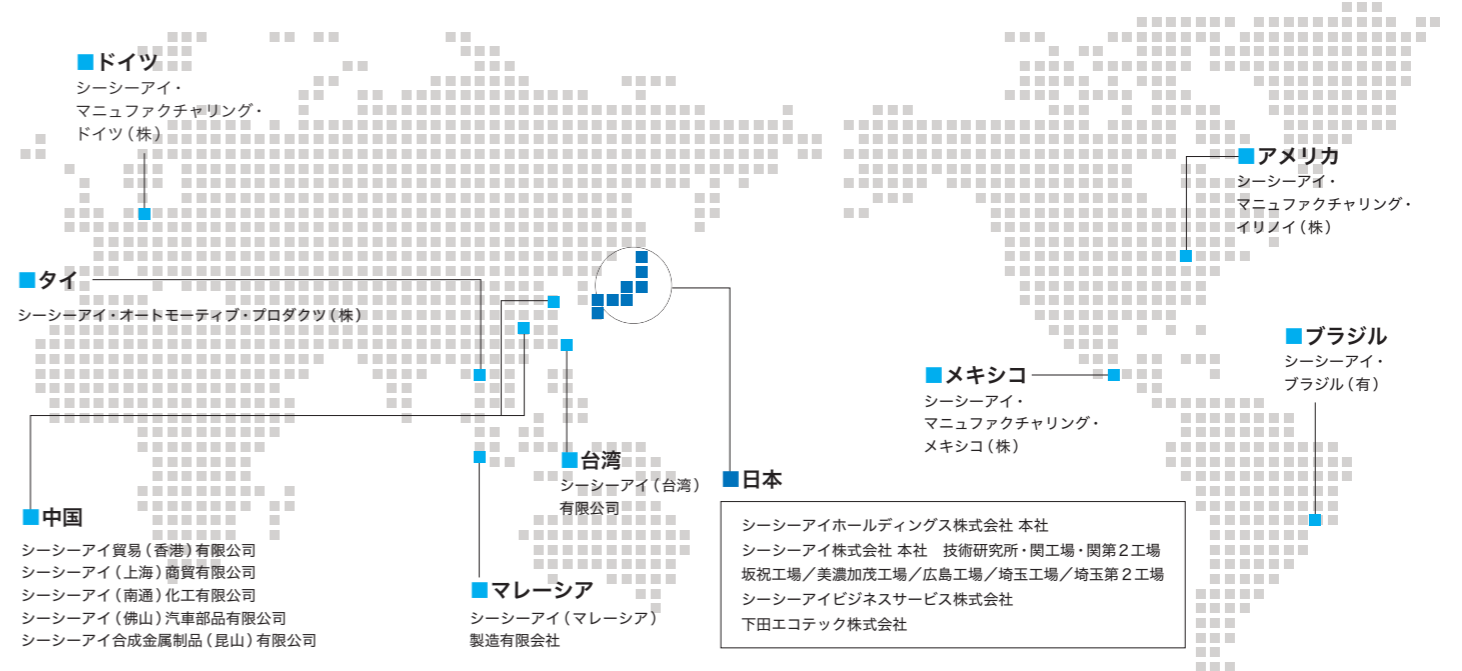 ドイツ
シーシーアイ・
マニュファクチャリング・
ドイツ（株）
アメリカ
シーシーアイ・
マニュファクチャリング・
イリノイ（株）
タイ
シーシーアイ・オートモーティブ・プロダクツ（株）
ブラジル
シーシーアイ・
ブラジル（有）
メキシコ
シーシーアイ・
マニュファクチャリング・
メキシコ（株）
台湾
シーシーアイ（台湾）
有限公司
中国
シーシーアイ貿易（香港）有限公司
シーシーアイ（上海）商貿有限公司
シーシーアイ（南通）化工有限公司
シーシーアイ（佛山）汽車部品有限公司
シーシーアイ合成金属制品（昆山）有限公司
マレーシア
シーシーアイ（マレーシア）
製造有限会社
日本
シーシーアイホールディングス株式会社 本社
シーシーアイ株式会社 本社　技術研究所・関工場・関第２工場
坂祝工場／美濃加茂工場／広島工場／埼玉工場／埼玉第２工場
シーシーアイビジネスサービス株式会社
下田エコテック株式会社